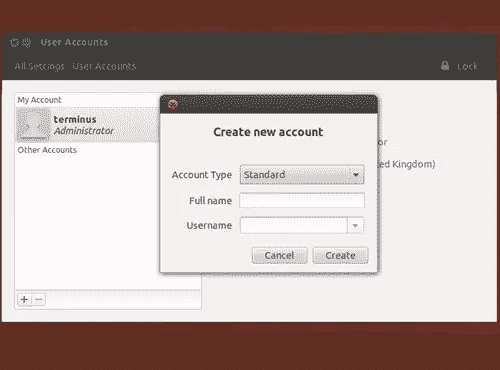 User Accounts
All Settings User Accounts
Lock
My Account
terminus
Administrator
Other Accounts
Create new account
Account Type Standard
Full name
Username
Cancel Create
or
ted Kingdom)